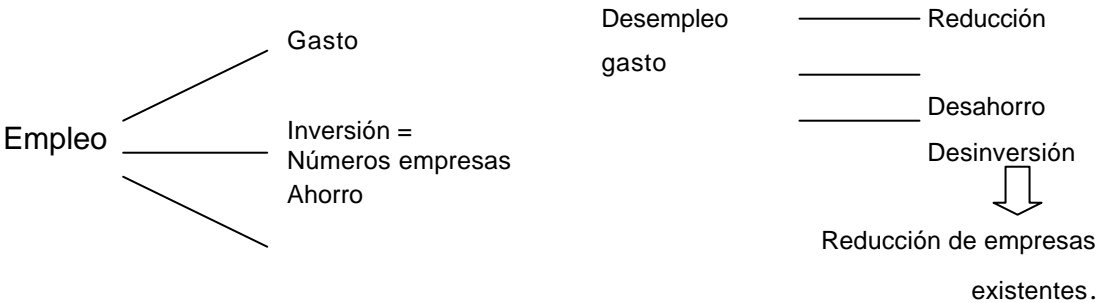 Gasto
Empleo
Inversión =
Números empresas
Ahorro
Desempleo Reducción
gasto
Desahorro
Desinversión
Reducción de empresas
existentes.